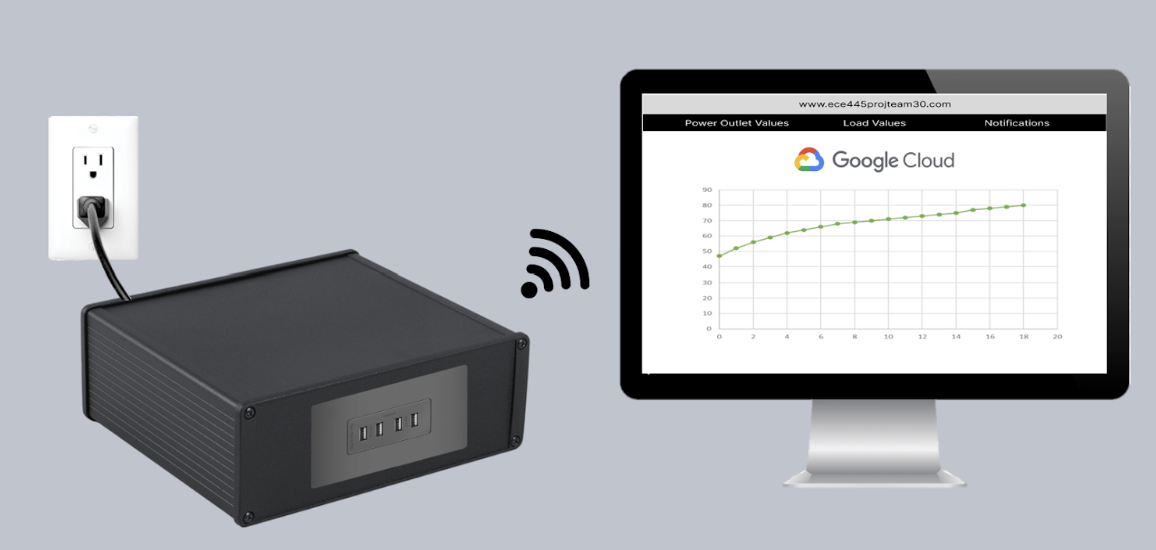 www.ece445projteam30.com
Power Outlet Values Load Values Notifications
Google Cloud
90
80
70
60
50
40
30
20
10
0
0 2 4 6 8 10 12 14 16 18 20